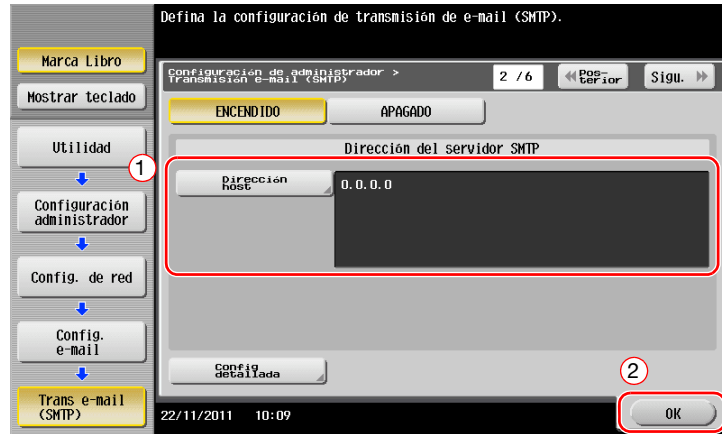 Defina la configuración de transmisión de e-mail (SMTP).
Marca Libro
Mostrar teclado
Utilidad
Configuración
administrador
Config. de red
Config.
e-mail
Trans e-mail
(SMTP)
Configuración de administrador >
Transmisión e-mail (SMTP)
2 /6
Pos-
terior
Sigu.
ENCENDIDO
APAGADO
Dirección del servidor SMTP
1
Dirección
host
0.0.0.0
Config
detallada
2
22/11/2011 10:09
OK